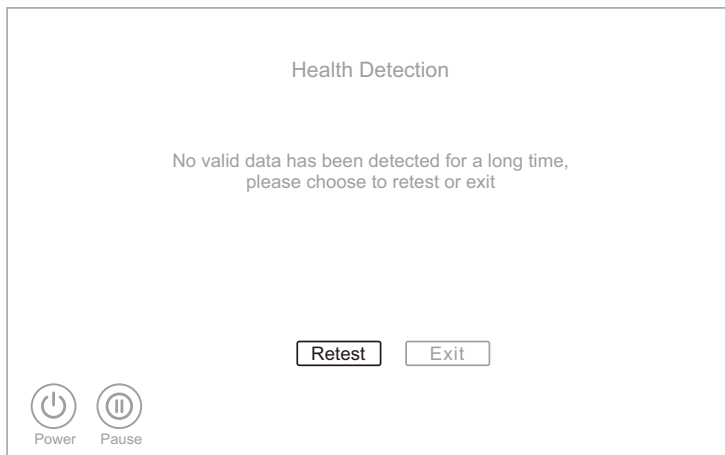 Health Detection
No valid data has been detected for a long time,
please choose to retest or exit
Retest
Exit
Power
Pause